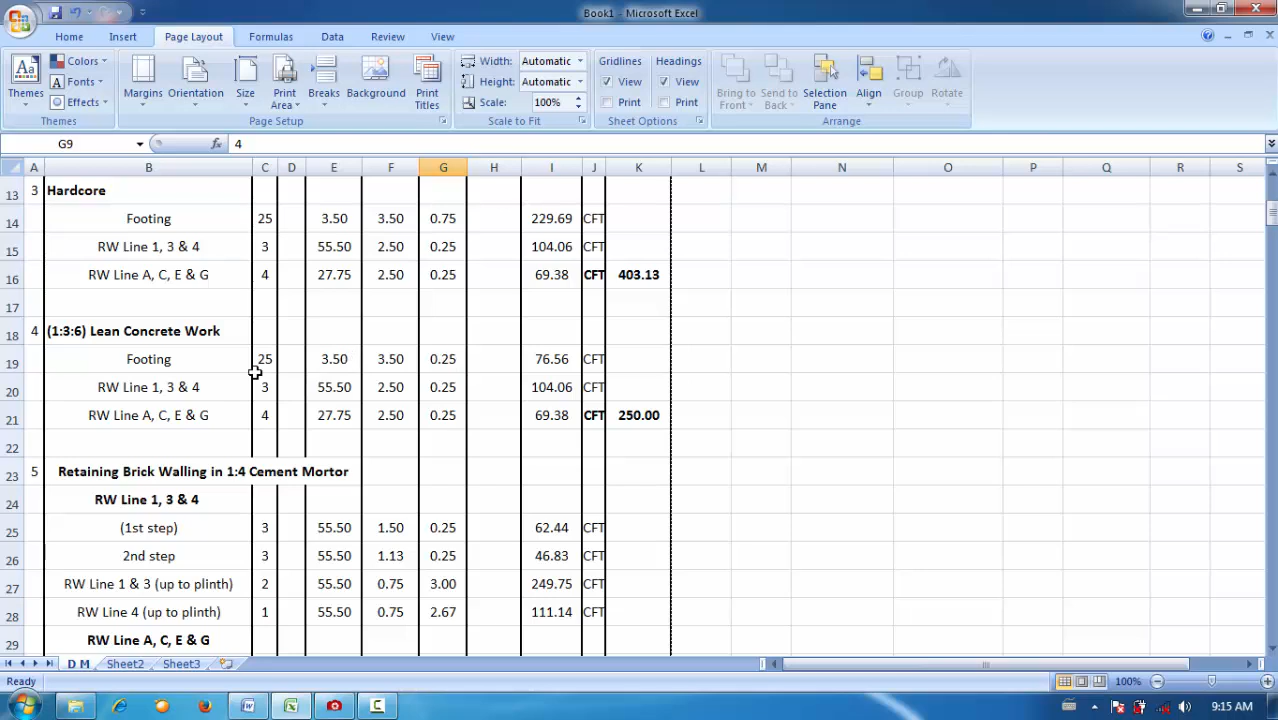 Book1 - Microsoft Excel
Home Insert Page Layout Formulas Data Review View
Themes Colors Fonts Effects
Margins Orientation Size Print Area Breaks Background Print Titles
Width: Automatic
Height: Automatic
Scale: 100%
Gridlines Headings
View View
Print Print
Bring to Front Send to Back Selection Pane Align Group Rotate
Themes Page Setup Scale to Fit Sheet Options Arrange
G9 fx 4
A B C D E F G H I J K L M N O P Q R S
13 3 Hardcore
14 Footing 25 3.50 3.50 0.75 229.69 CFT
15 RW Line 1, 3 & 4 3 55.50 2.50 0.25 104.06 CFT
16 RW Line A, C, E & G 4 27.75 2.50 0.25 69.38 CFT 403.13
17
18 4 (1:3:6) Lean Concrete Work
19 Footing 25 3.50 3.50 0.25 76.56 CFT
20 RW Line 1, 3 & 4 3 55.50 2.50 0.25 104.06 CFT
21 RW Line A, C, E & G 4 27.75 2.50 0.25 69.38 CFT 250.00
22
23 5 Retaining Brick Walling in 1:4 Cement Mortor
24 RW Line 1, 3 & 4
25 (1st step) 3 55.50 1.50 0.25 62.44 CFT
26 2nd step 3 55.50 1.13 0.25 46.83 CFT
27 RW Line 1 & 3 (up to plinth) 2 55.50 0.75 3.00 249.75 CFT
28 RW Line 4 (up to plinth) 1 55.50 0.75 2.67 111.14 CFT
29 RW Line A, C, E & G
D M Sheet2 Sheet3
Ready 100%
9:15 AM